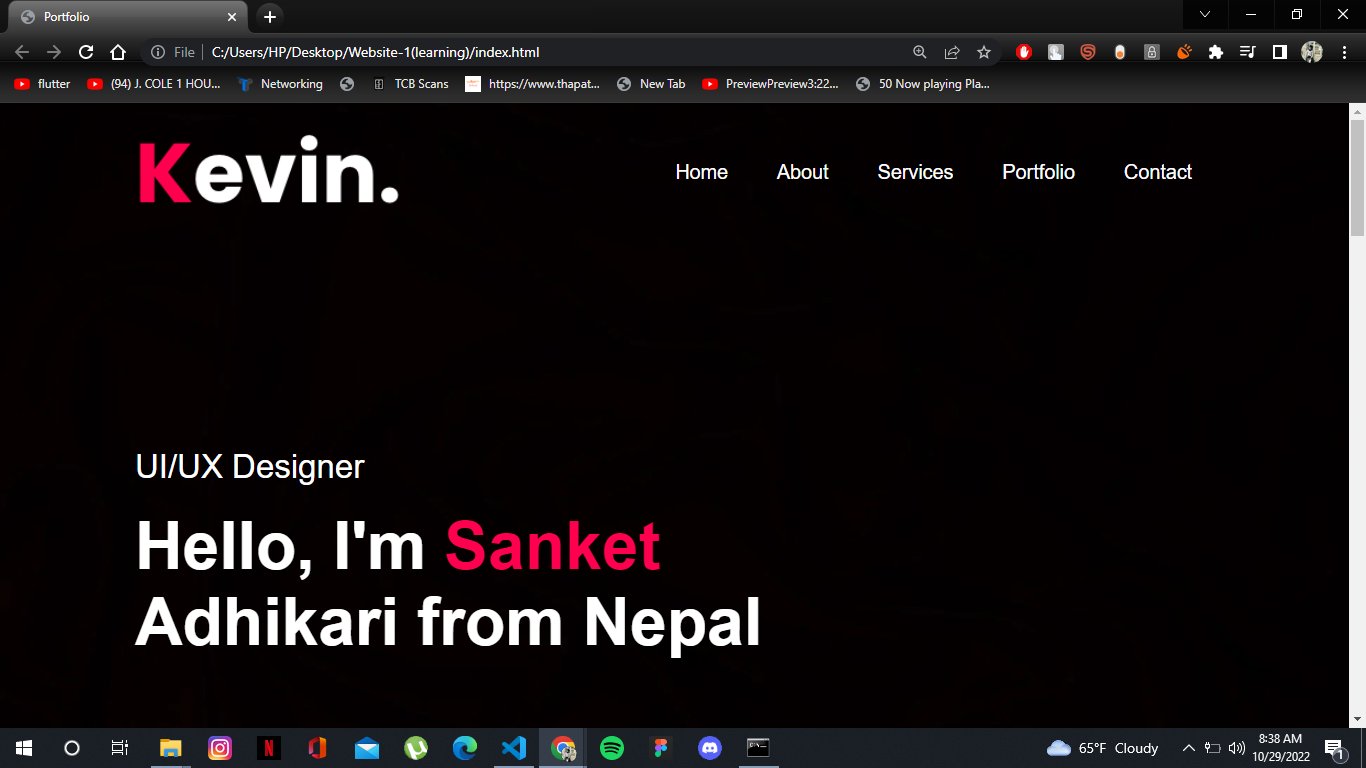 Portfolio
File
C:/Users/HP/Desktop/Website-1(learning)/index.html
flutter
(94) J. COLE 1 HOU...
Networking
TCB Scans
https://www.thapat...
New Tab
PreviewPreview3:22...
50 Now playing Pla...
Kevin.
Home
About
Services
Portfolio
Contact
UI/UX Designer
Hello, I'm Sanket
Adhikari from Nepal
65°F Cloudy
8:38 AM
10/29/2022
1